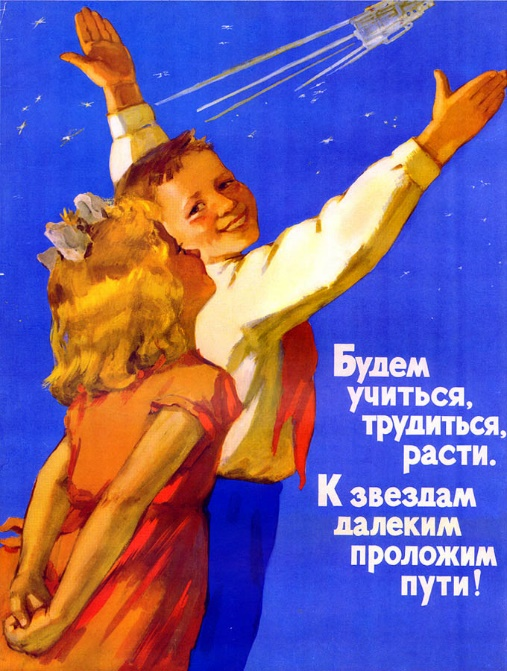 Будем
учиться,
трудиться,
расти.
К звездам
далеким
проложим
пути!